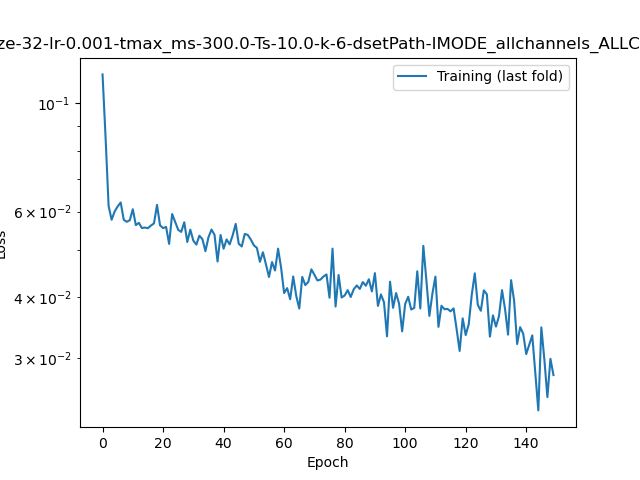 ze-32-lr-0.001-tmax_ms-300.0-Ts-10.0-k-6-dsetPath-IMODE_allchannels_ALLC
Training (last fold)
10⁻¹
6 × 10⁻²
4 × 10⁻²
3 × 10⁻²
Loss
0 20 40 60 80 100 120 140
Epoch